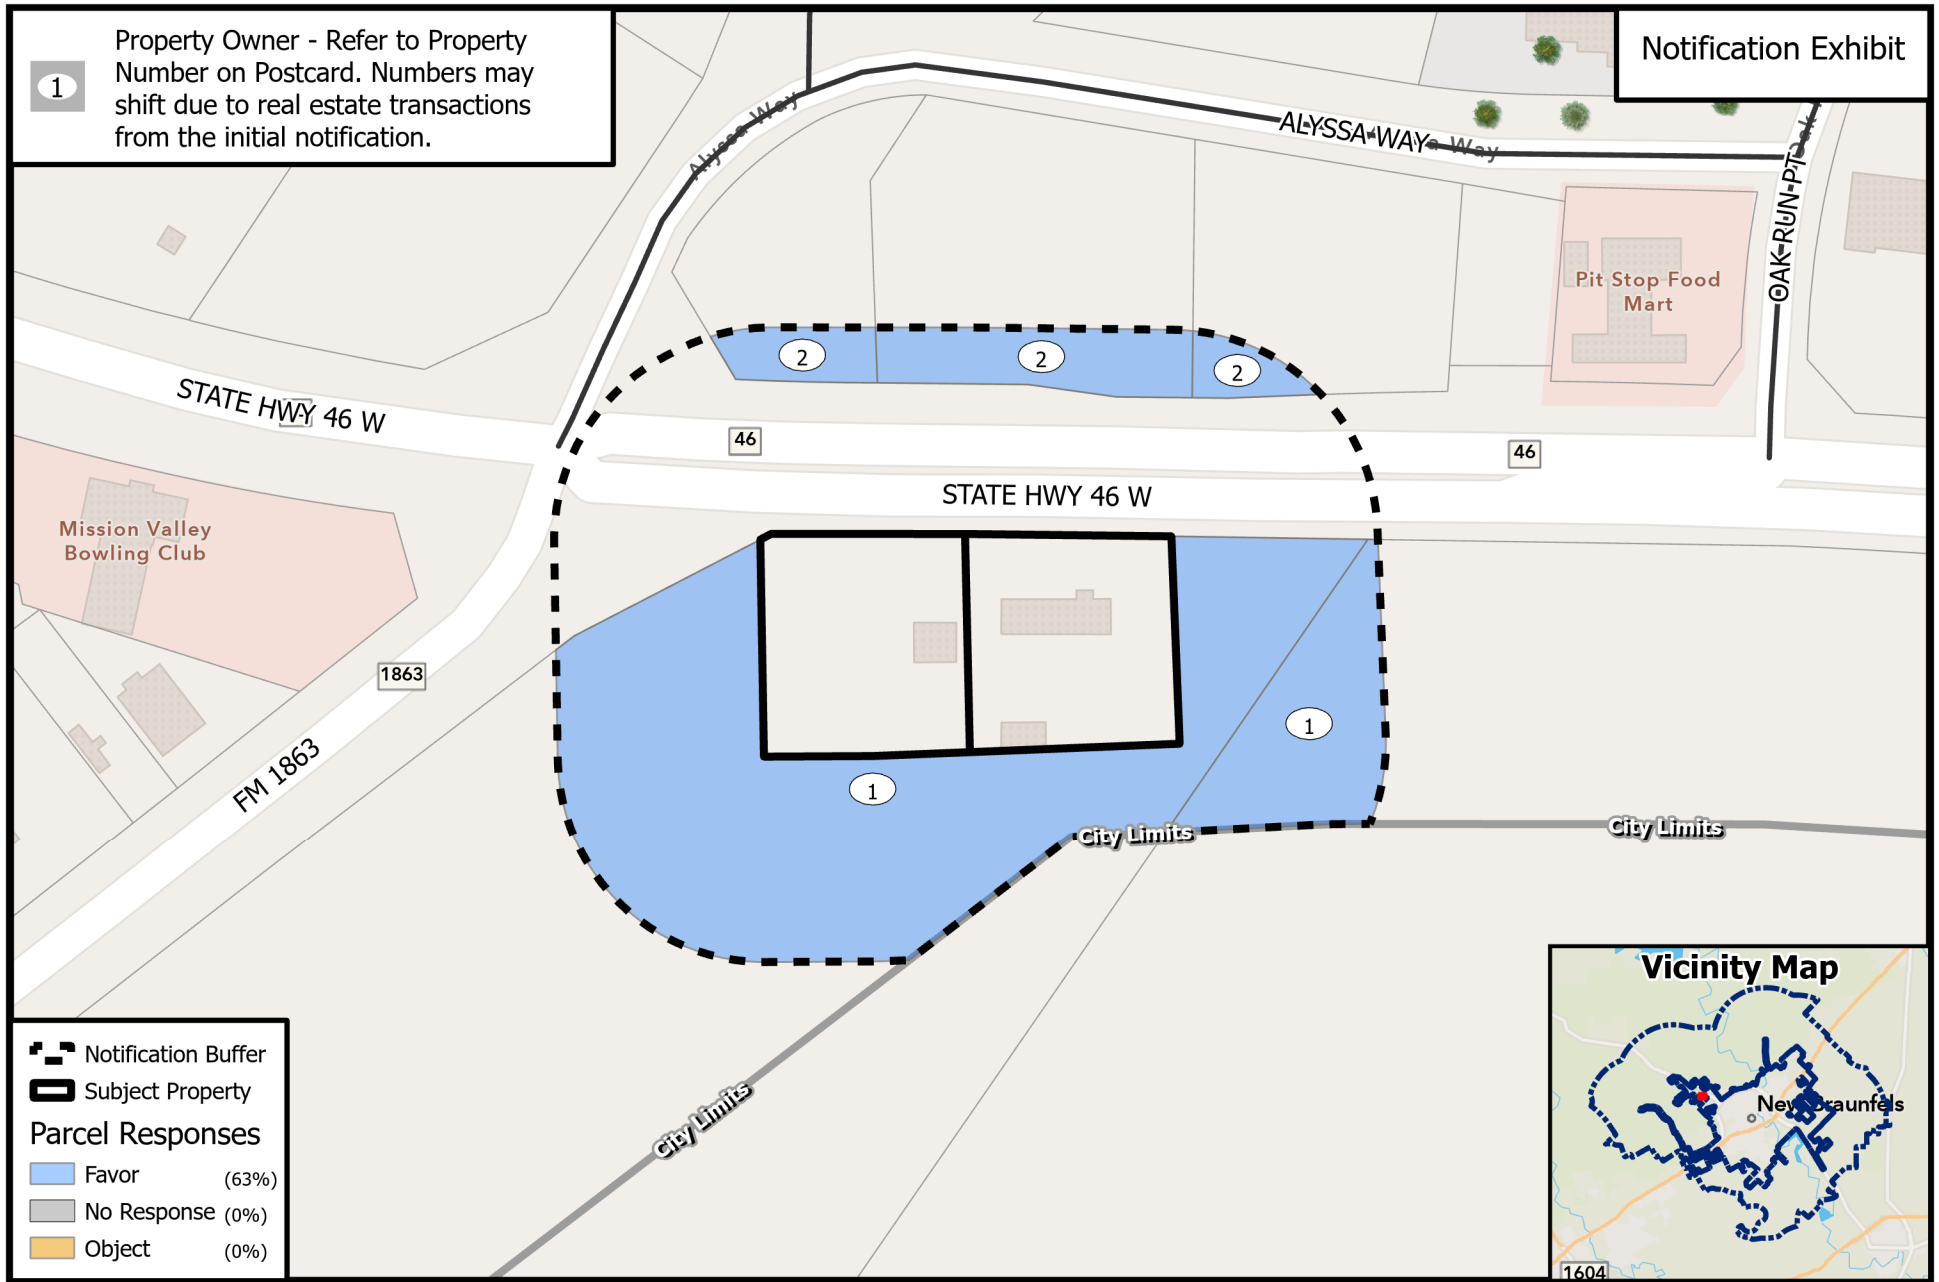 1
Property Owner - Refer to Property
Number on Postcard. Numbers may
shift due to real estate transactions
from the initial notification.
Notification Exhibit
Alyssa Way
ALYSSA WAY
a Way
OAK RUN PT
Pit Stop Food
Mart
2
2
2
STATE HWY 46 W
46
46
STATE HWY 46 W
Mission Valley
Bowling Club
1863
FM 1863
1
1
City Limits
City Limits
City Limits
Notification Buffer
Subject Property
Parcel Responses
Favor (63%)
No Response (0%)
Object (0%)
Vicinity Map
New Braunfels
1604